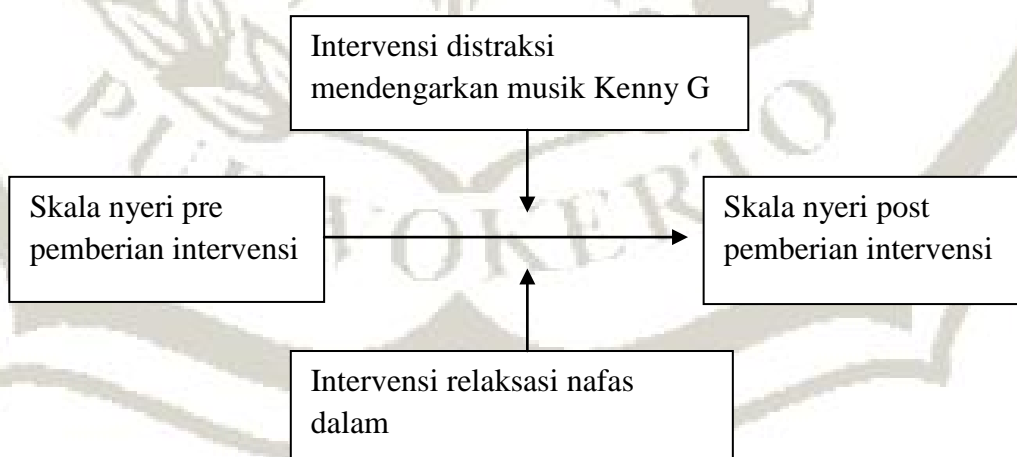 Intervensi distraksi
mendengarkan musik Kenny G
Skala nyeri pre
pemberian intervensi
Skala nyeri post
pemberian intervensi
Intervensi relaksasi nafas
dalam